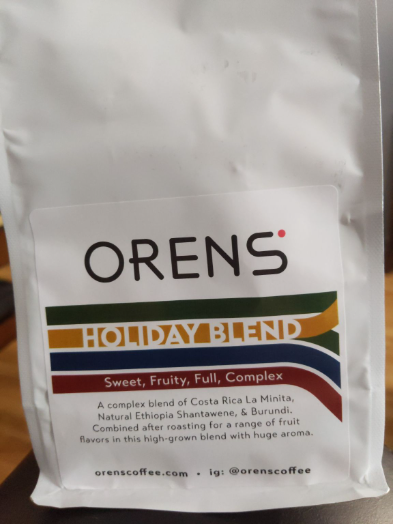 ORENS
HOLIDAY BLEND
Sweet, Fruity, Full, Complex
A complex blend of Costa Rica La Minita,
Natural Ethiopia Shantawene, & Burundi.
Combined after roasting for a range of fruit
flavors in this high-grown blend with huge aroma.
orenscoffee.com • ig: @orenscoffee